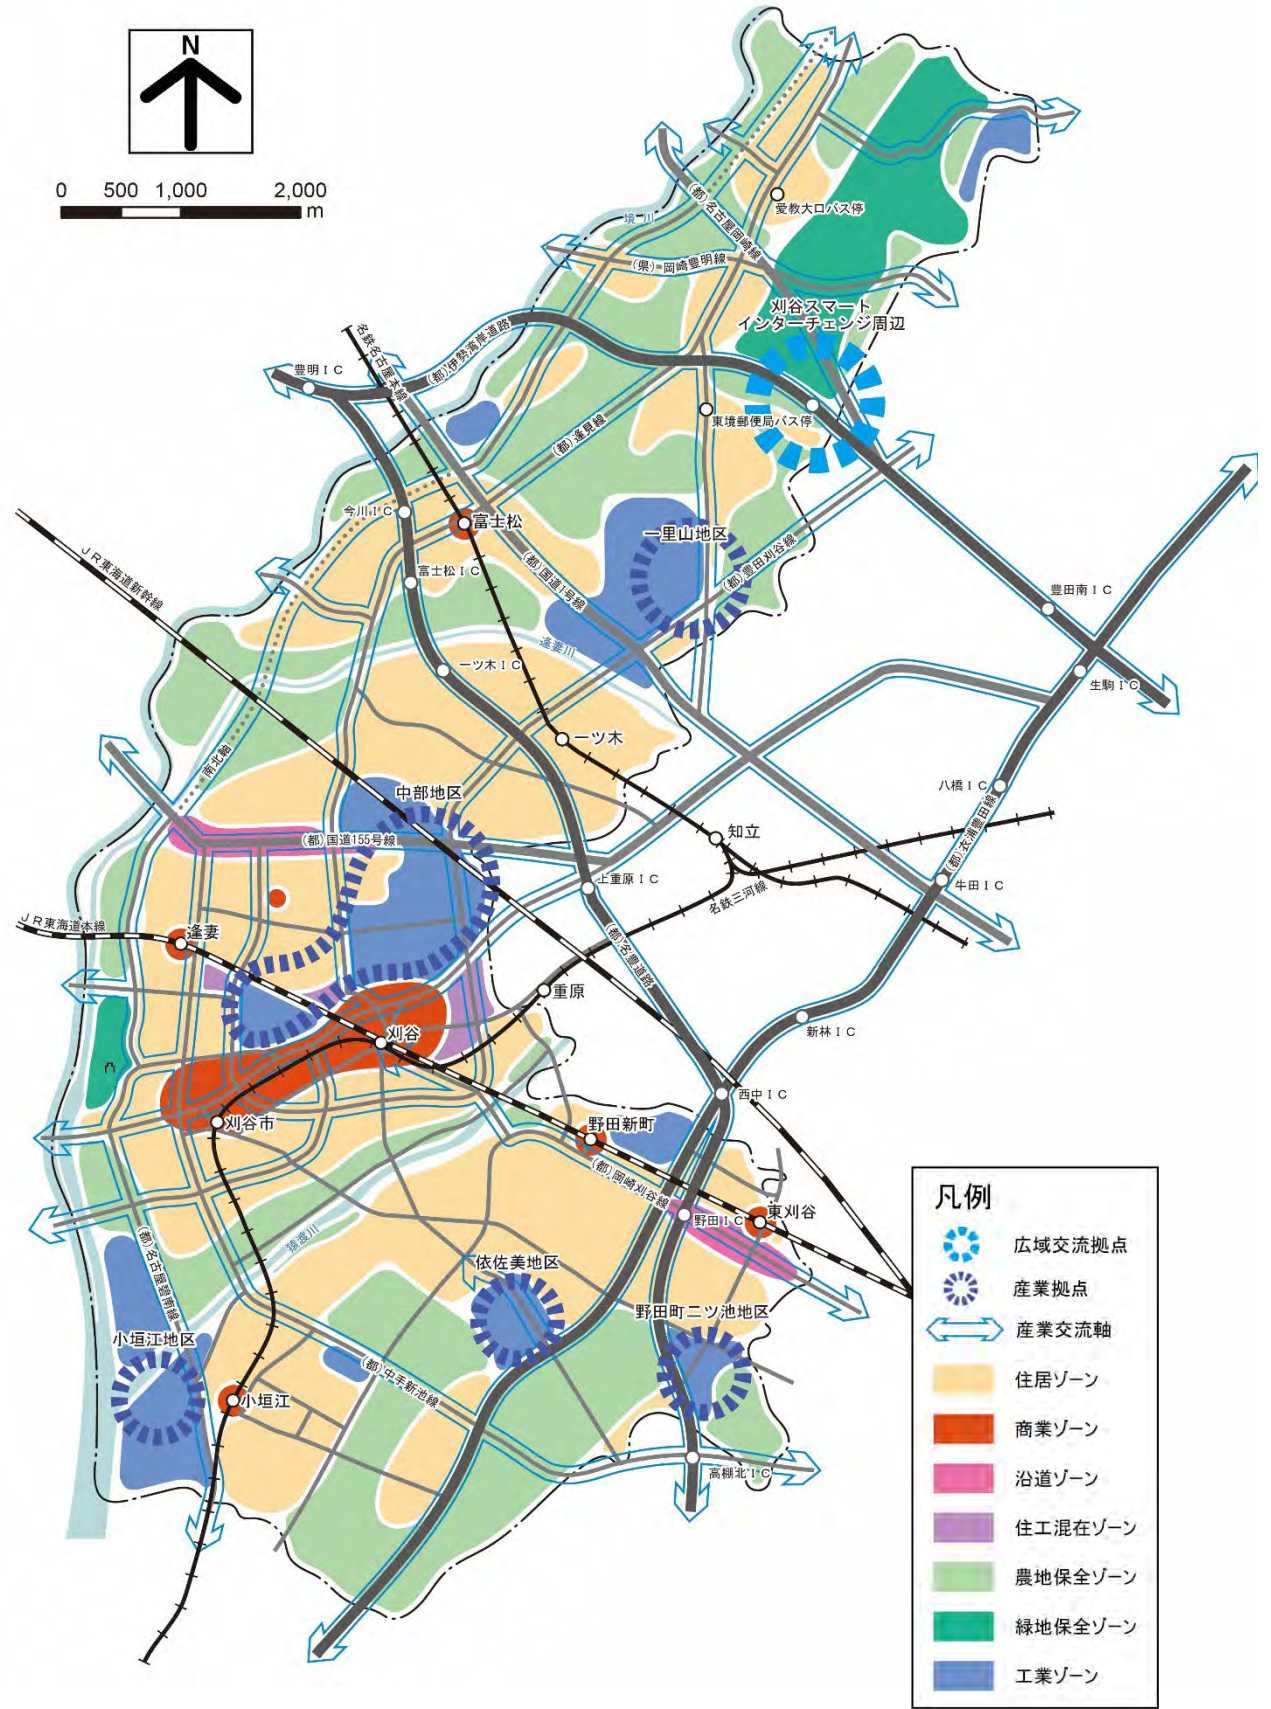 N
0 500 1,000 2,000
m
愛教大口バス停
境川
(都)名古屋岡崎線
(県)岡崎豊明線
刈谷スマート
インターチェンジ周辺
(都)伊勢湾岸道路
名鉄名古屋本線
豊明ＩＣ
東境郵便局バス停
(都)逢見線
今川ＩＣ
富士松
一里山地区
JR東海道新幹線
(都)国道1号線
(都)豊田刈谷線
富士松ＩＣ
豊田南ＩＣ
逢妻川
一ツ木ＩＣ
生駒ＩＣ
一ツ木
南北軸
中部地区
八橋ＩＣ
(都)衣浦豊田線
(都)国道155号線
知立
上重原ＩＣ
牛田ＩＣ
名鉄三河線
JR東海道本線
逢妻
(都)名豊道路
重原
新林ＩＣ
刈谷
西中ＩＣ
刈谷市
野田新町
(都)岡崎刈谷線
野田ＩＣ
東刈谷
猿渡川
(都)名古屋碧南線
依佐美地区
野田町二ツ池地区
小垣江地区
(都)中手新池線
小垣江
高棚北ＩＣ
凡例
広域交流拠点
産業拠点
産業交流軸
住居ゾーン
商業ゾーン
沿道ゾーン
住工混在ゾーン
農地保全ゾーン
緑地保全ゾーン
工業ゾーン